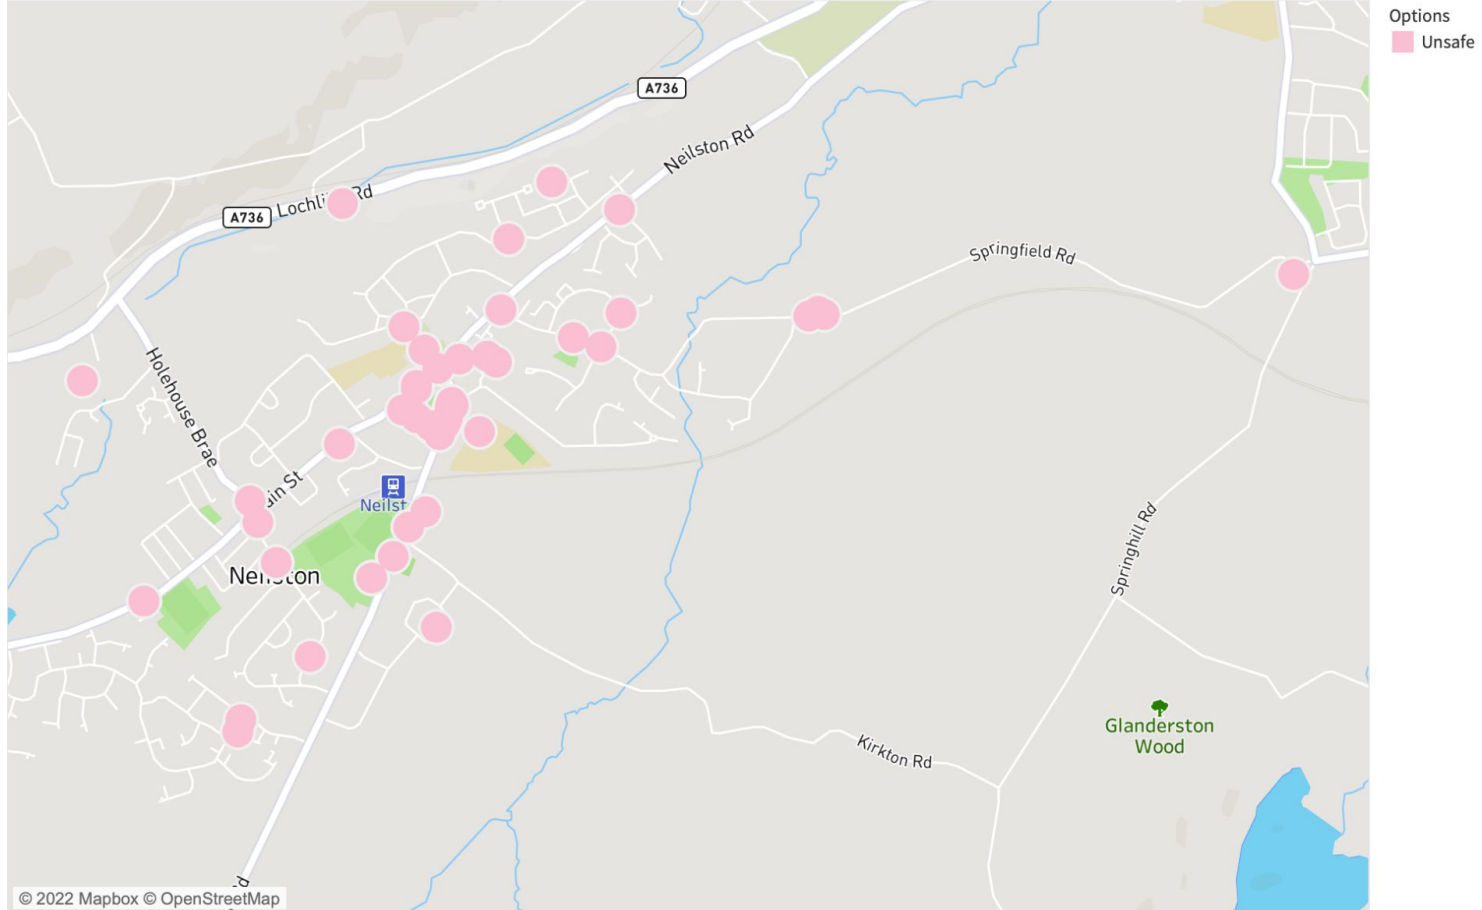 Options
Unsafe
A736
Neilston Rd
A736
Springfield Rd
Holehouse Brae
Springhill Rd
Glanderston
Wood
Kirkton Rd
© 2022 Mapbox © OpenStreetMap